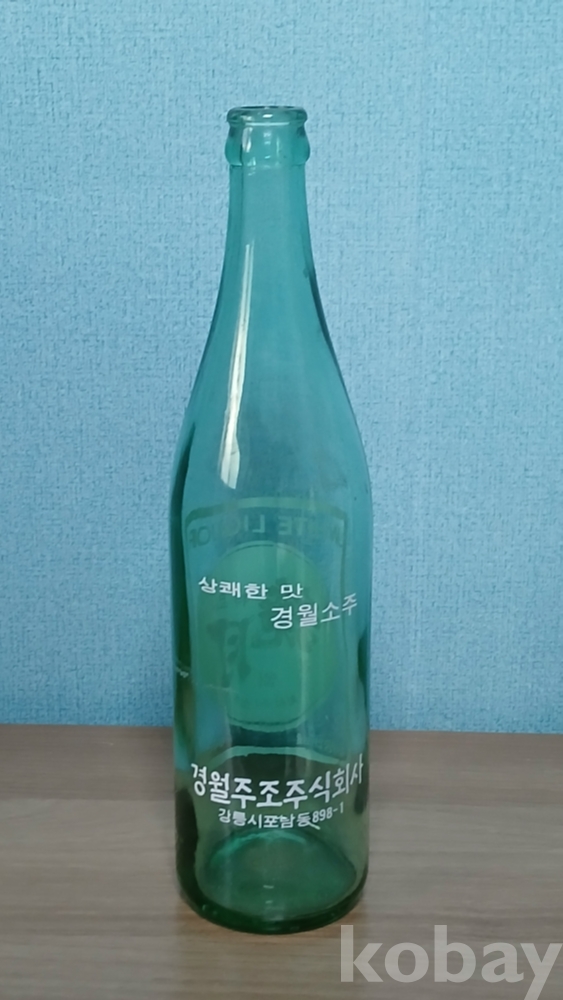 상쾌한 맛
경월소주
경월주조주식회사
강릉시포남동898-1
kobay